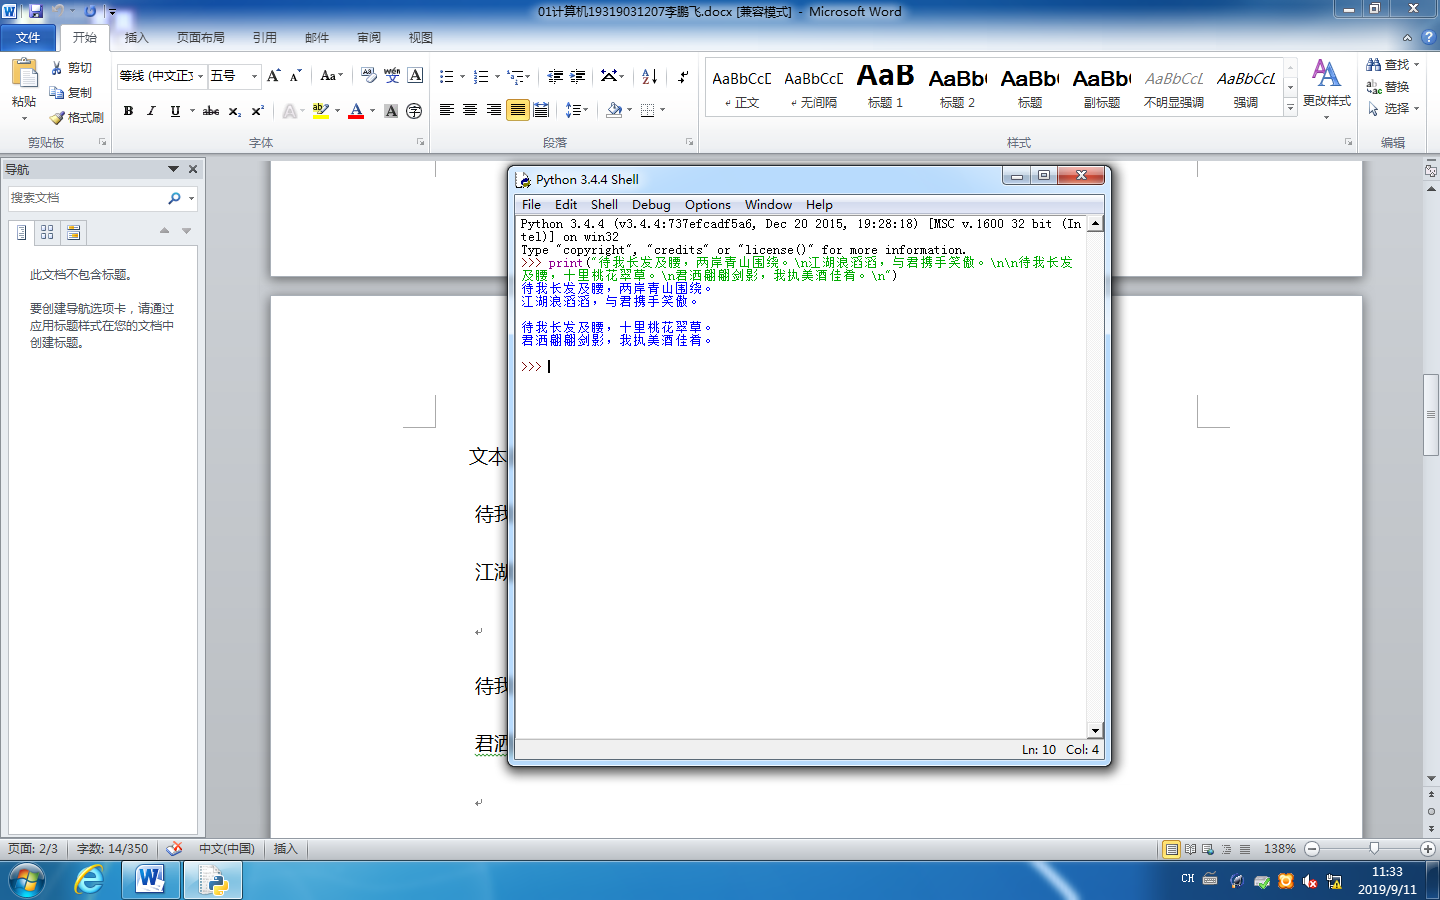 01计算机19319031207李鹏飞.docx [兼容模式] - Microsoft Word
文件 开始 插入 页面布局 引用 邮件 审阅 视图
粘贴 剪切 复制 格式刷
剪贴板
等线 (中文正文 五号
字体
段落
AaBbCcD AaBbCcD AaB AaBb AaBb AaBb AaBbCcL AaBbCcL
正文 无间隔 标题 1 标题 2 标题 副标题 不明显强调 强调
更改样式
样式
查找
替换
选择
编辑
导航
搜索文档
此文档不包含标题。
要创建导航选项卡，请通过
应用标题样式在您的文档中
创建标题。
文本
待我
江湖
待我
君洒
Python 3.4.4 Shell
File Edit Shell Debug Options Window Help
Python 3.4.4 (v3.4.4:737efcadf5a6, Dec 20 2015, 19:28:18) [MSC v.1600 32 bit (In
tel)] on win32
Type "copyright", "credits" or "license()" for more information.
>>> print("待我长发及腰，两岸青山围绕。\n江湖浪滔滔，与君携手笑傲。\n\n待我长发
及腰，十里桃花翠草。\n君洒翩翩剑影，我执美酒佳肴。\n")
待我长发及腰，两岸青山围绕。
江湖浪滔滔，与君携手笑傲。
待我长发及腰，十里桃花翠草。
君洒翩翩剑影，我执美酒佳肴。
>>>
Ln: 10 Col: 4
页面: 2/3 字数: 14/350 中文(中国) 插入 138%
CH 11:33
2019/9/11